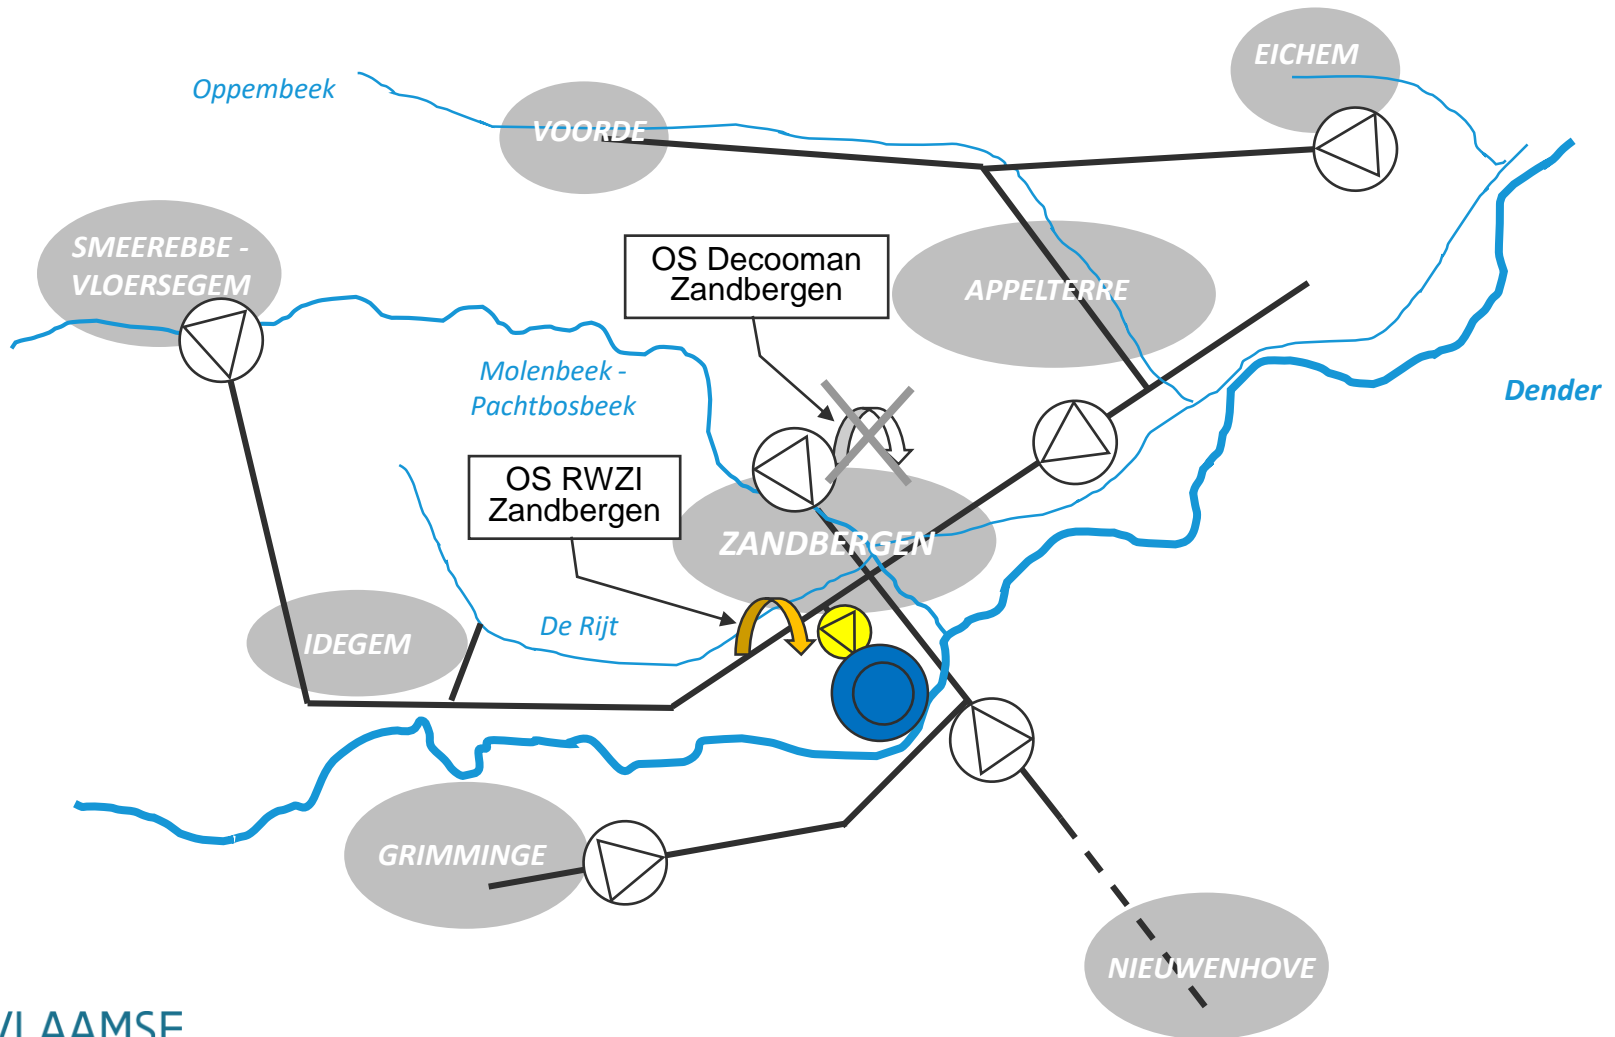 EICHEM
Oppembeek
VOORDE
SMEEREBBE -
VLOERSEGEM
OS Decooman
Zandbergen
APPELTERRE
Molenbeek -
Pachtbosbeek
Dender
OS RWZI
Zandbergen
ZANDBERGEN
De Rijt
IDEGEM
GRIMMINGE
NIEUWENHOVE
VLAAMSE